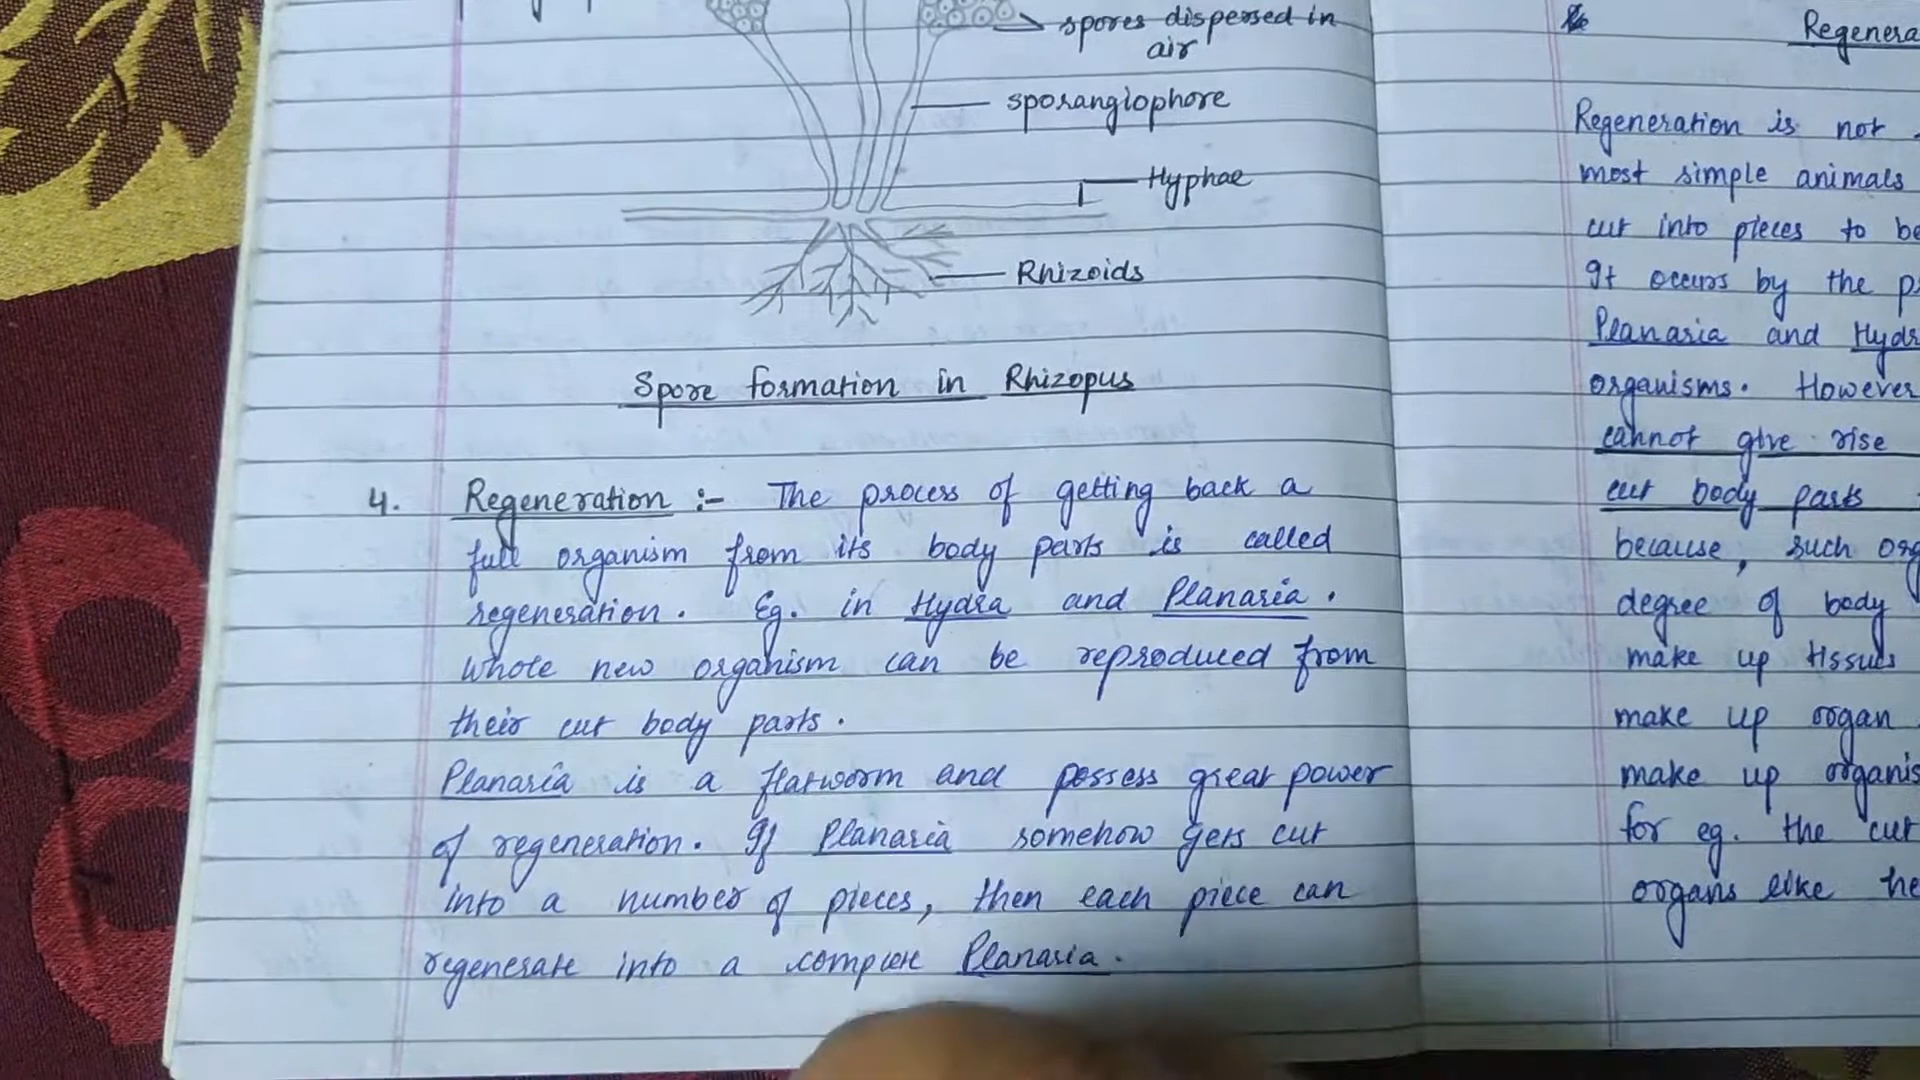 spores dispersed in
air
sporangiophore
Hyphae
Rhizoids
Spore formation in Rhizopus
4. Regeneration :- The process of getting back a
full organism from its body parts is called
regeneration. Eg. in Hydra and Planaria.
Whole new organism can be reproduced from
their cut body parts.
Planaria is a flatworm and possess great power
of regeneration. If Planaria somehow gets cut
into a number of pieces, then each piece can
regenerate into a complete Planaria.
Regenera
Regeneration is not
most simple animals
cut into pieces to be
It occurs by the p
Planaria and Hydr
organisms. However
cannot give rise
cut body parts
because, such org
degree of body
make up tissues
make up organ
make up organis
for eg. the cut
organs like he